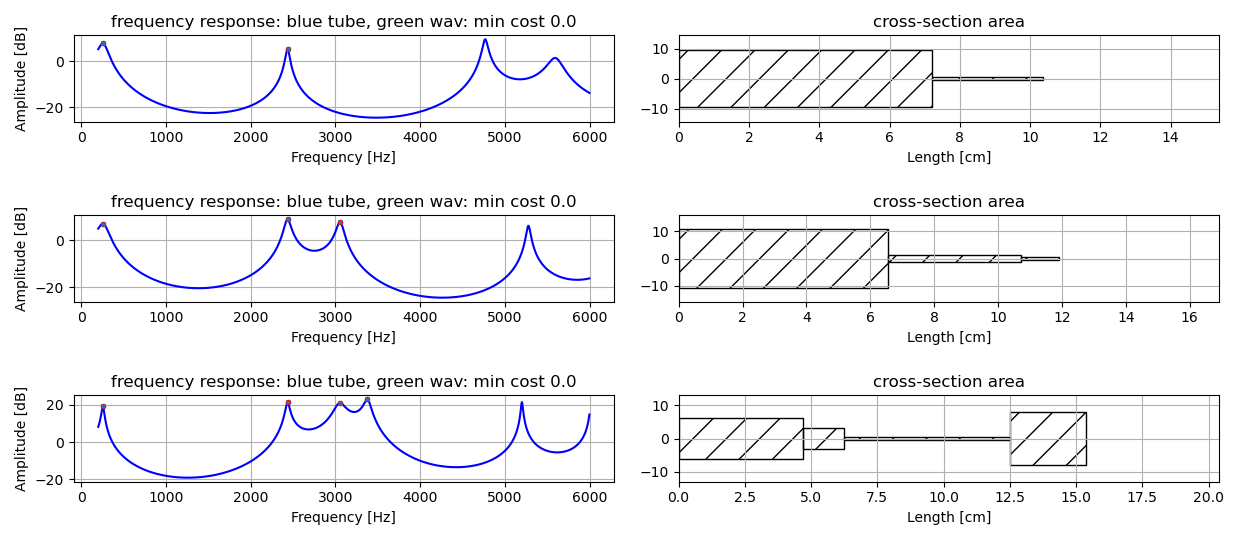 frequency response: blue tube, green wav: min cost 0.0
cross-section area
Amplitude [dB]
0
−20
10
0
−10
0 1000 2000 3000 4000 5000 6000
0 2 4 6 8 10 12 14
Frequency [Hz]
Length [cm]
frequency response: blue tube, green wav: min cost 0.0
cross-section area
Amplitude [dB]
0
−20
10
0
−10
0 1000 2000 3000 4000 5000 6000
0 2 4 6 8 10 12 14 16
Frequency [Hz]
Length [cm]
frequency response: blue tube, green wav: min cost 0.0
cross-section area
Amplitude [dB]
20
0
−20
10
0
−10
0 1000 2000 3000 4000 5000 6000
0.0 2.5 5.0 7.5 10.0 12.5 15.0 17.5 20.0
Frequency [Hz]
Length [cm]